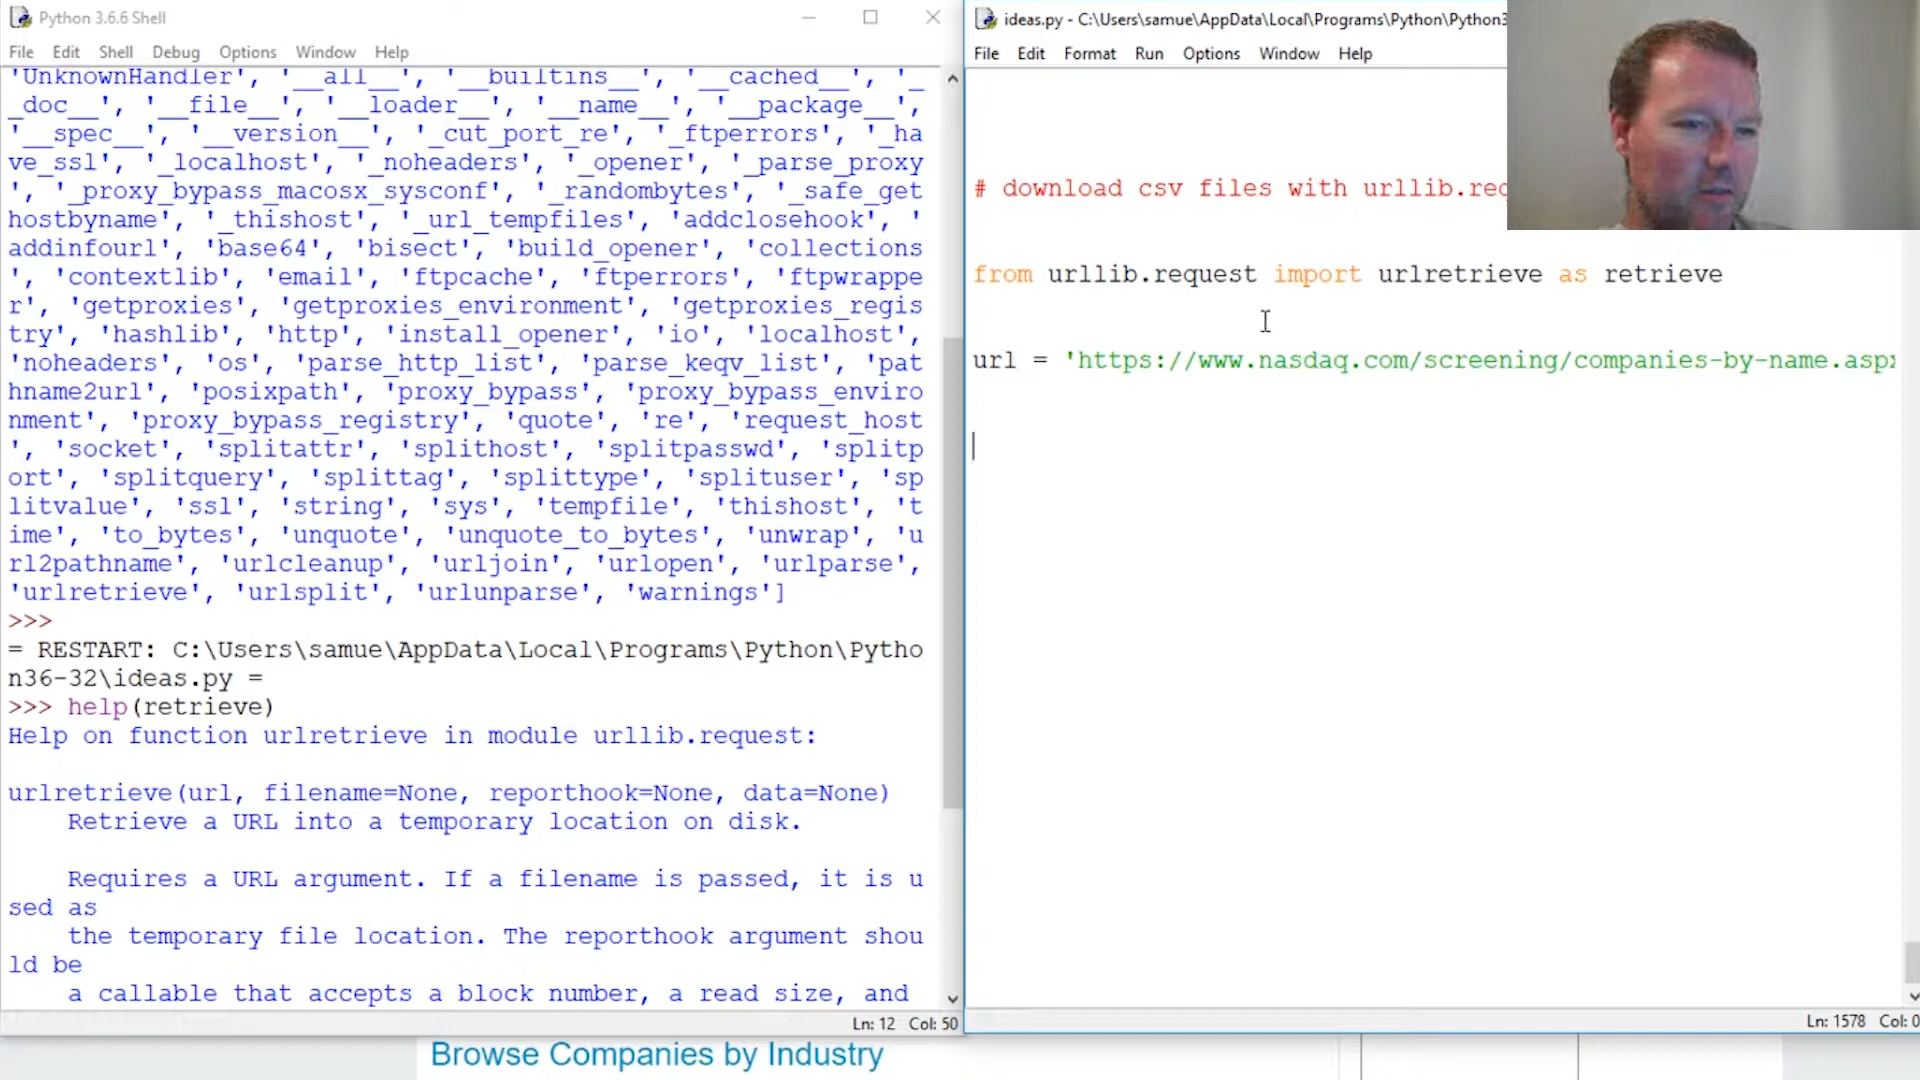 Python 3.6.6 Shell
File Edit Shell Debug Options Window Help
'UnknownHandler', '__all__', '__builtins__', '__cached__', '_
_doc__', '__file__', '__loader__', '__name__', '__package__',
'__spec__', '__version__', '_cut_port_re', '_ftperrors', '_ha
ve_ssl', '_localhost', '_noheaders', '_opener', '_parse_proxy
', '_proxy_bypass_macosx_sysconf', '_randombytes', '_safe_get
hostbyname', '_thishost', '_url_tempfiles', 'addclosehook', '
addinfourl', 'base64', 'bisect', 'build_opener', 'collections
', 'contextlib', 'email', 'ftpcache', 'ftperrors', 'ftpwrappe
r', 'getproxies', 'getproxies_environment', 'getproxies_regis
try', 'hashlib', 'http', 'install_opener', 'io', 'localhost',
'noheaders', 'os', 'parse_http_list', 'parse_keqv_list', 'pat
hname2url', 'posixpath', 'proxy_bypass', 'proxy_bypass_enviro
nment', 'proxy_bypass_registry', 'quote', 're', 'request_host
', 'socket', 'splitattr', 'splithost', 'splitpasswd', 'splitp
ort', 'splitquery', 'splittag', 'splittype', 'splituser', 'sp
litvalue', 'ssl', 'string', 'sys', 'tempfile', 'thishost', 't
ime', 'to_bytes', 'unquote', 'unquote_to_bytes', 'unwrap', 'u
rl2pathname', 'urlcleanup', 'urljoin', 'urlopen', 'urlparse',
'urlretrieve', 'urlsplit', 'urlunparse', 'warnings']
>>>
= RESTART: C:\Users\samue\AppData\Local\Programs\Python\Pytho
n36-32\ideas.py =
>>> help(retrieve)
Help on function urlretrieve in module urllib.request:
urlretrieve(url, filename=None, reporthook=None, data=None)
Retrieve a URL into a temporary location on disk.
Requires a URL argument. If a filename is passed, it is u
sed as
the temporary file location. The reporthook argument shou
ld be
a callable that accepts a block number, a read size, and
Ln: 12 Col: 50
ideas.py - C:\Users\samue\AppData\Local\Programs\Python\Python3
File Edit Format Run Options Window Help
# download csv files with urllib.req
from urllib.request import urlretrieve as retrieve
url = 'https://www.nasdaq.com/screening/companies-by-name.aspx
Ln: 1578 Col: 0
Browse Companies by Industry